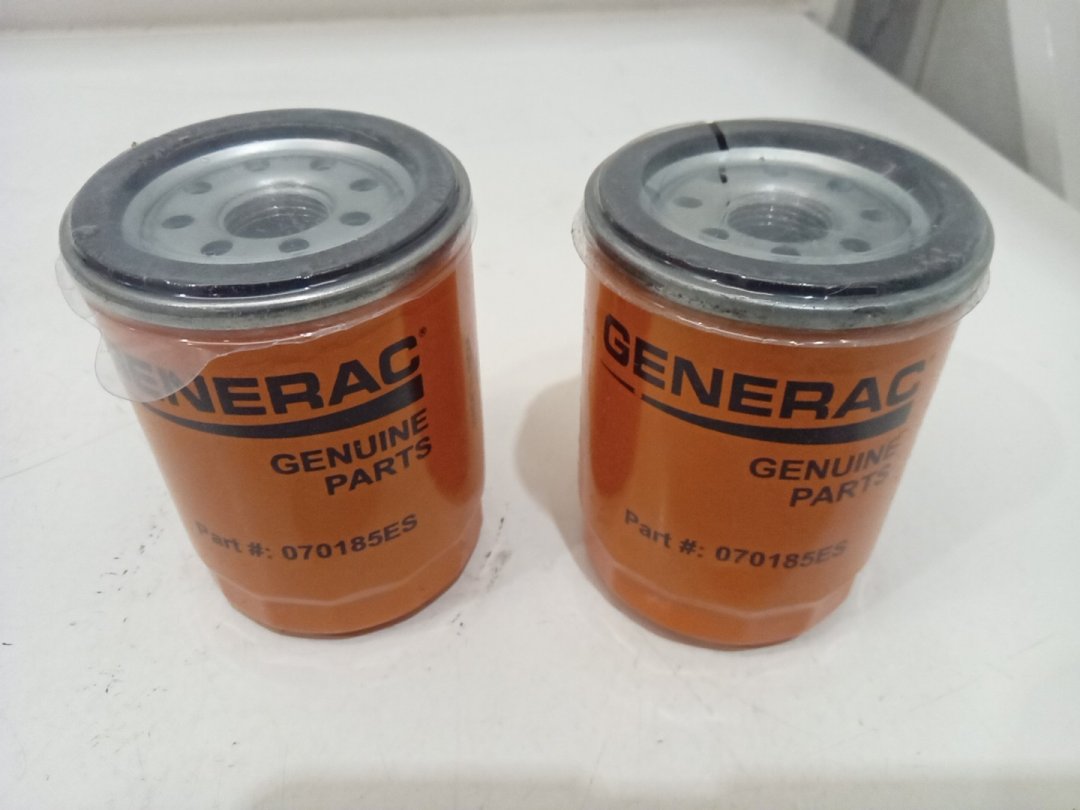 GENERAC®
GENUINE
PARTS
Part #: 070185ES
GENERAC
GENUINE
PARTS
Part #: 070185ES